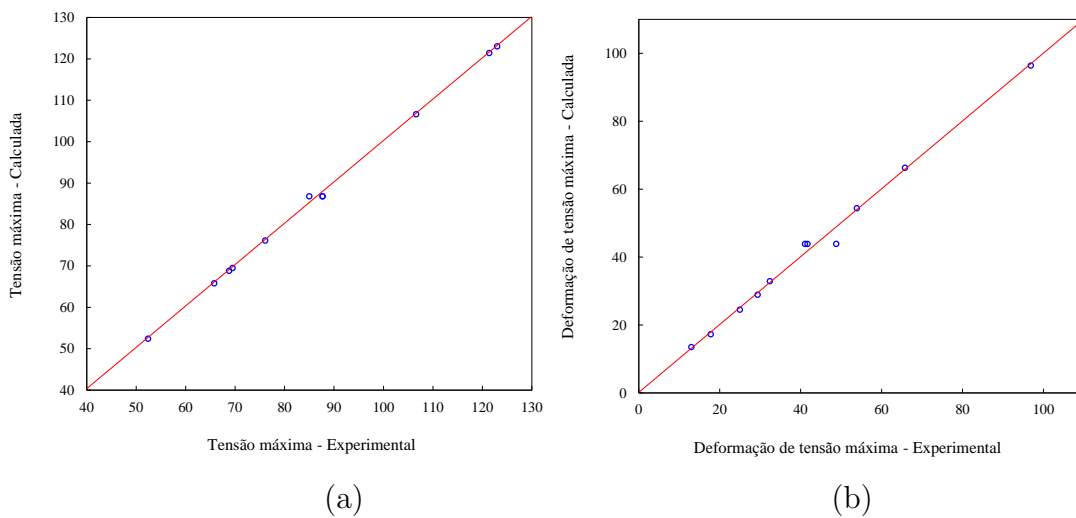 130
120
110
100
90
80
70
60
50
40
40 50 60 70 80 90 100 110 120 130
Tensão máxima - Calculada
Tensão máxima - Experimental
(a)
100
80
60
40
20
0
0 20 40 60 80 100
Deformação de tensão máxima - Calculada
Deformação de tensão máxima - Experimental
(b)